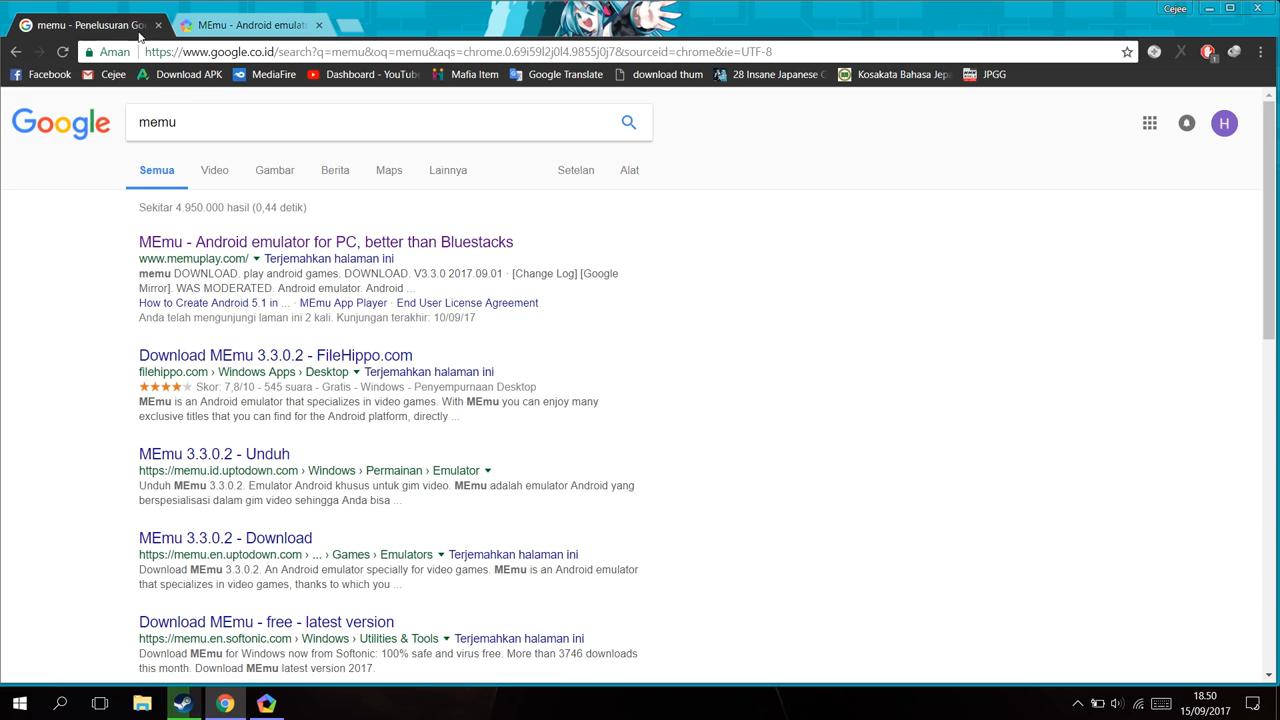 memu - Penelusuran Go
MEmu - Android emulat
Cejee
Aman
https://www.google.co.id/search?q=memu&oq=memu&aqs=chrome.0.69i59l2j0l4.9855j0j7&sourceid=chrome&ie=UTF-8
Facebook
Cejee
Download APK
MediaFire
Dashboard - YouTube
Mafia Item
Google Translate
download thum
28 Insane Japanese C
Kosakata Bahasa Jepa
JPGG
Google
memu
H
Semua
Video
Gambar
Berita
Maps
Lainnya
Setelan
Alat
Sekitar 4.950.000 hasil (0,44 detik)
MEmu - Android emulator for PC, better than Bluestacks
www.memuplay.com/ Terjemahkan halaman ini
memu DOWNLOAD. play android games. DOWNLOAD. V3.3.0 2017.09.01 · [Change Log] [Google
Mirror]. WAS MODERATED. Android emulator. Android ...
How to Create Android 5.1 in ... · MEmu App Player · End User License Agreement
Anda telah mengunjungi laman ini 2 kali. Kunjungan terakhir: 10/09/17
Download MEmu 3.3.0.2 - FileHippo.com
filehippo.com › Windows Apps › Desktop Terjemahkan halaman ini
Skor: 7,8/10 - 545 suara - Gratis - Windows - Penyempurnaan Desktop
MEmu is an Android emulator that specializes in video games. With MEmu you can enjoy many
exclusive titles that you can find for the Android platform, directly ...
MEmu 3.3.0.2 - Unduh
https://memu.id.uptodown.com › Windows › Permainan › Emulator
Unduh MEmu 3.3.0.2. Emulator Android khusus untuk gim video. MEmu adalah emulator Android yang
berspesialisasi dalam gim video sehingga Anda bisa ...
MEmu 3.3.0.2 - Download
https://memu.en.uptodown.com › ... › Games › Emulators Terjemahkan halaman ini
Download MEmu 3.3.0.2. An Android emulator specially for video games. MEmu is an Android emulator
that specializes in video games, thanks to which you ...
Download MEmu - free - latest version
https://memu.en.softonic.com › Windows › Utilities & Tools Terjemahkan halaman ini
Download MEmu for Windows now from Softonic: 100% safe and virus free. More than 3746 downloads
this month. Download MEmu latest version 2017.
18.50
15/09/2017